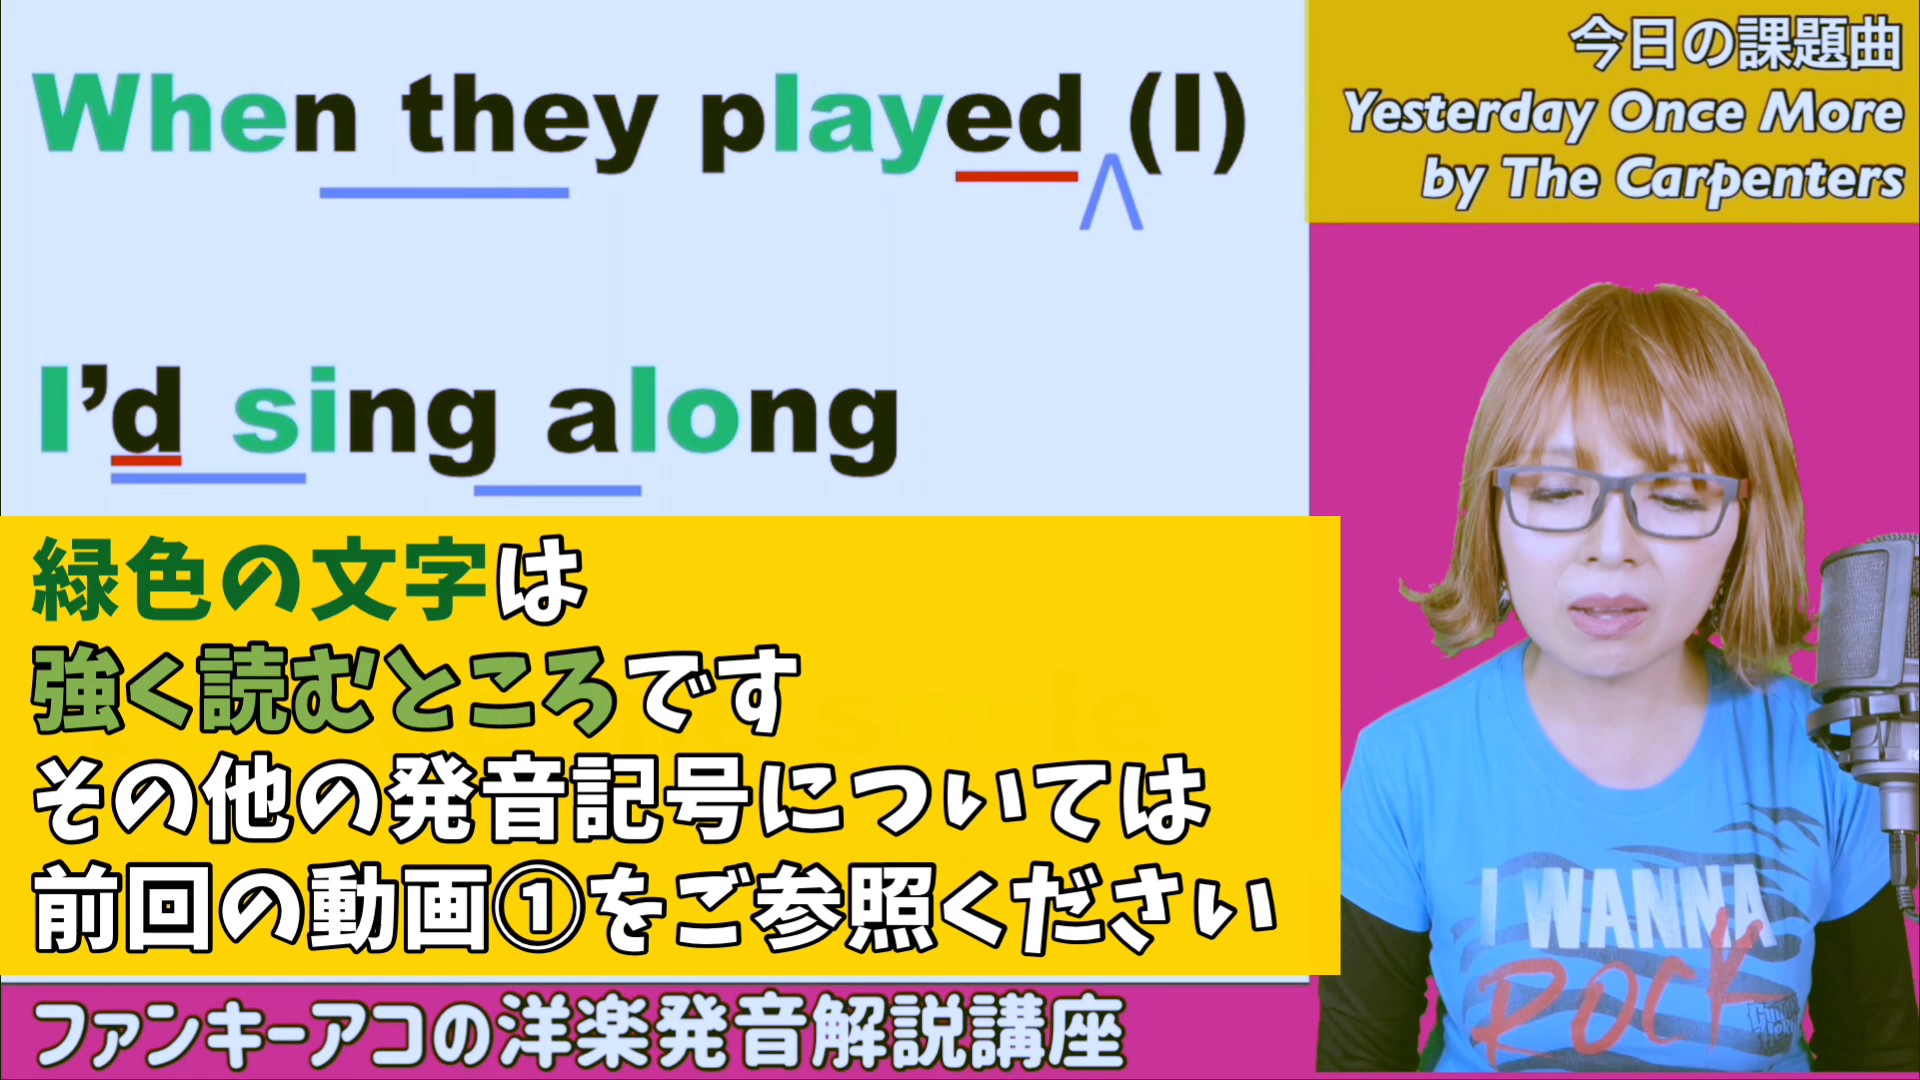 When they played (I)
I'd sing along
今日の課題曲
Yesterday Once More
by The Carpenters
緑色の文字は
強く読むところです
その他の発音記号については
前回の動画①をご参照ください
I WANNA
ROCK
ファンキーアコの洋楽発音解説講座